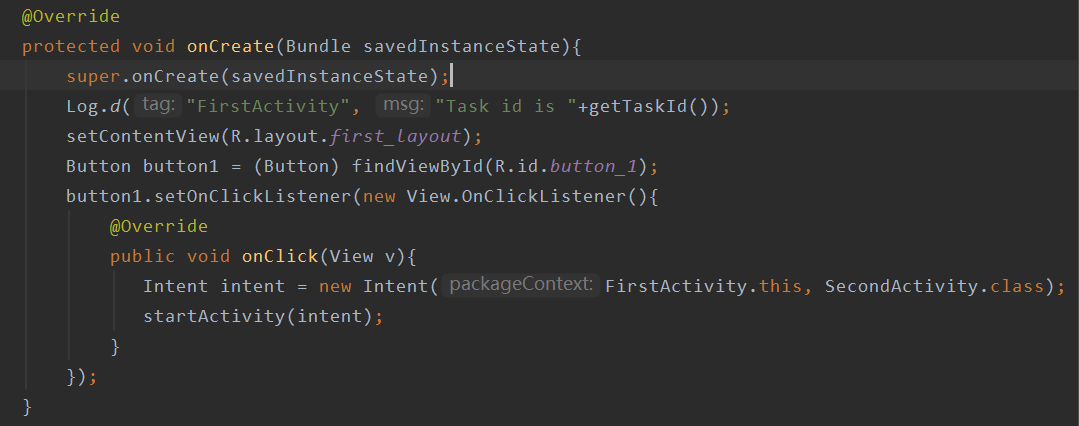 @Override
protected void onCreate(Bundle savedInstanceState){
super.onCreate(savedInstanceState);
Log.d( tag: "FirstActivity", msg: "Task id is "+getTaskId());
setContentView(R.layout.first_layout);
Button button1 = (Button) findViewById(R.id.button_1);
button1.setOnClickListener(new View.OnClickListener(){
@Override
public void onClick(View v){
Intent intent = new Intent( packageContext: FirstActivity.this, SecondActivity.class);
startActivity(intent);
}
});
}